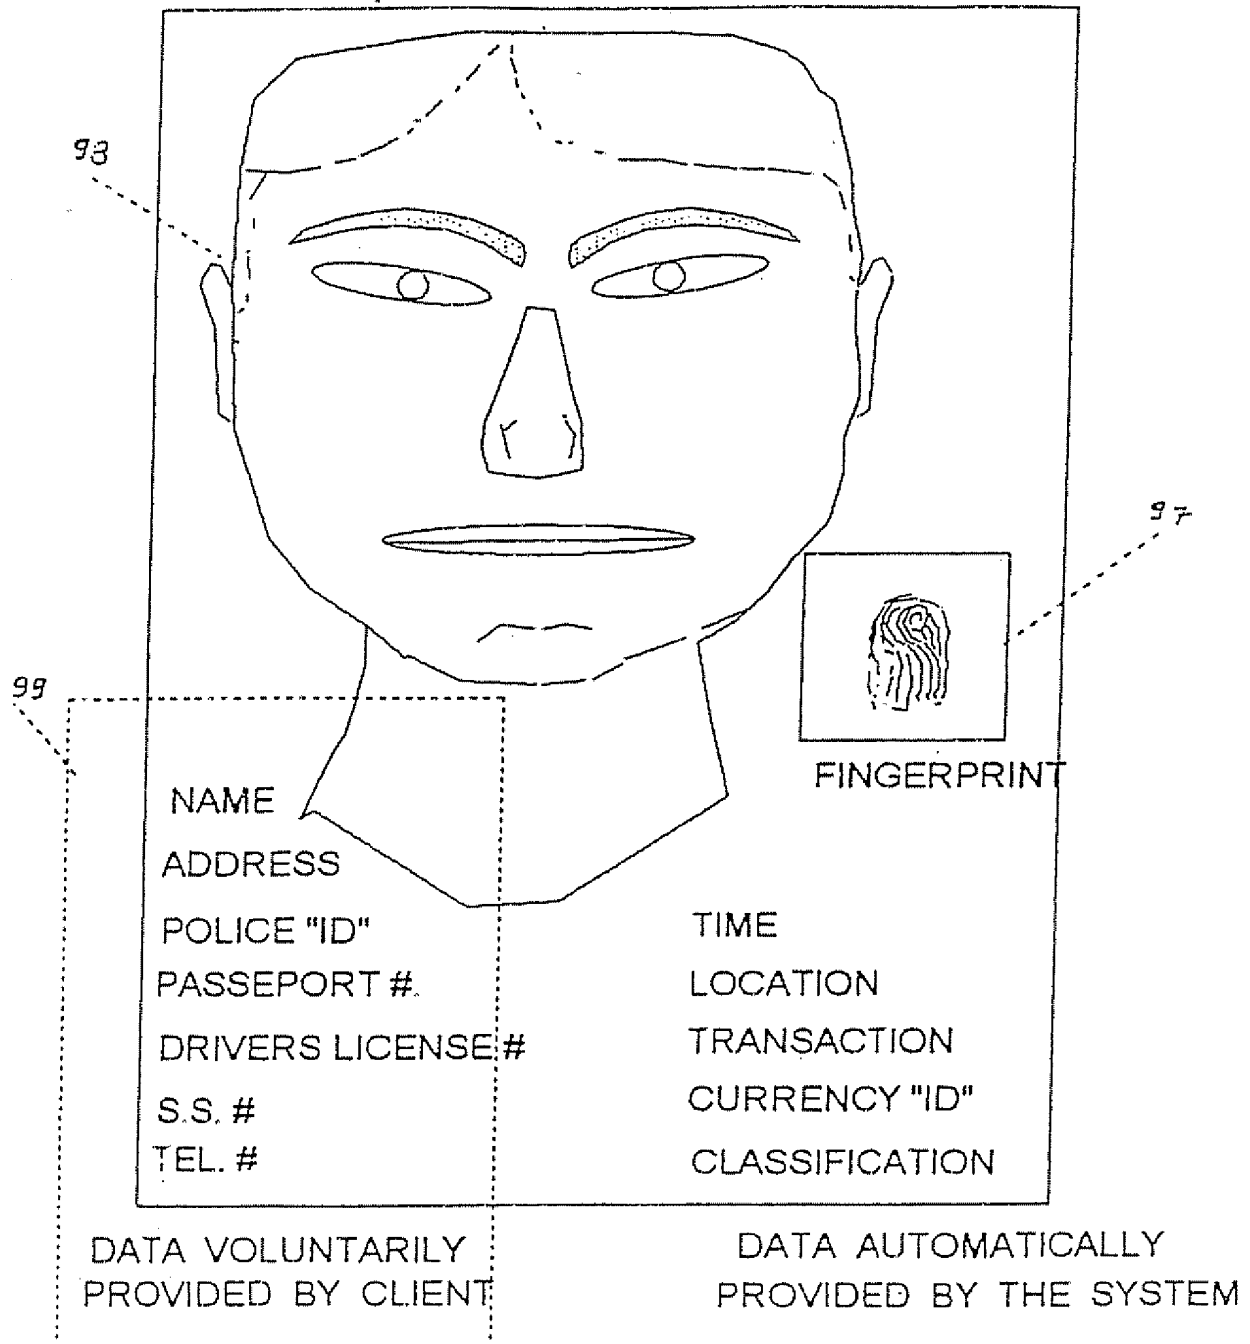 98
97
99
FINGERPRINT
NAME
ADDRESS
POLICE "ID"
PASSEPORT #.
DRIVERS LICENSE #
S.S. #
TEL. #
TIME
LOCATION
TRANSACTION
CURRENCY "ID"
CLASSIFICATION
DATA VOLUNTARILY
PROVIDED BY CLIENT
DATA AUTOMATICALLY
PROVIDED BY THE SYSTEM